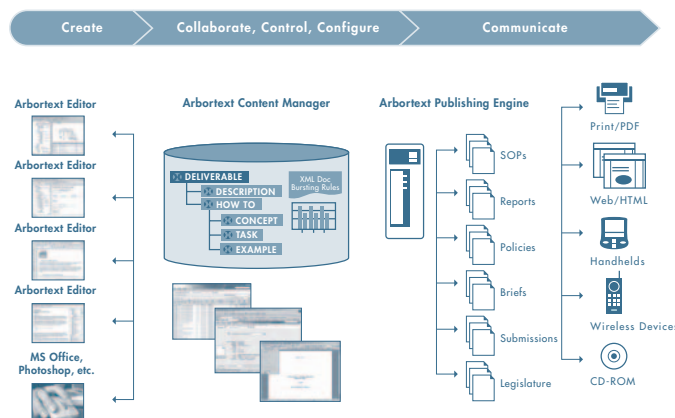 Create
Collaborate, Control, Configure
Communicate
Arbortext Editor
Arbortext Editor
Arbortext Editor
Arbortext Editor
MS Office,
Photoshop, etc.
Arbortext Content Manager
DELIVERABLE
DESCRIPTION
HOW TO
CONCEPT
TASK
EXAMPLE
XML Doc
Bursting Rules
Arbortext Publishing Engine
SOPs
Reports
Policies
Briefs
Submissions
Legislature
Print/PDF
Web/HTML
Handhelds
Wireless Devices
CD-ROM